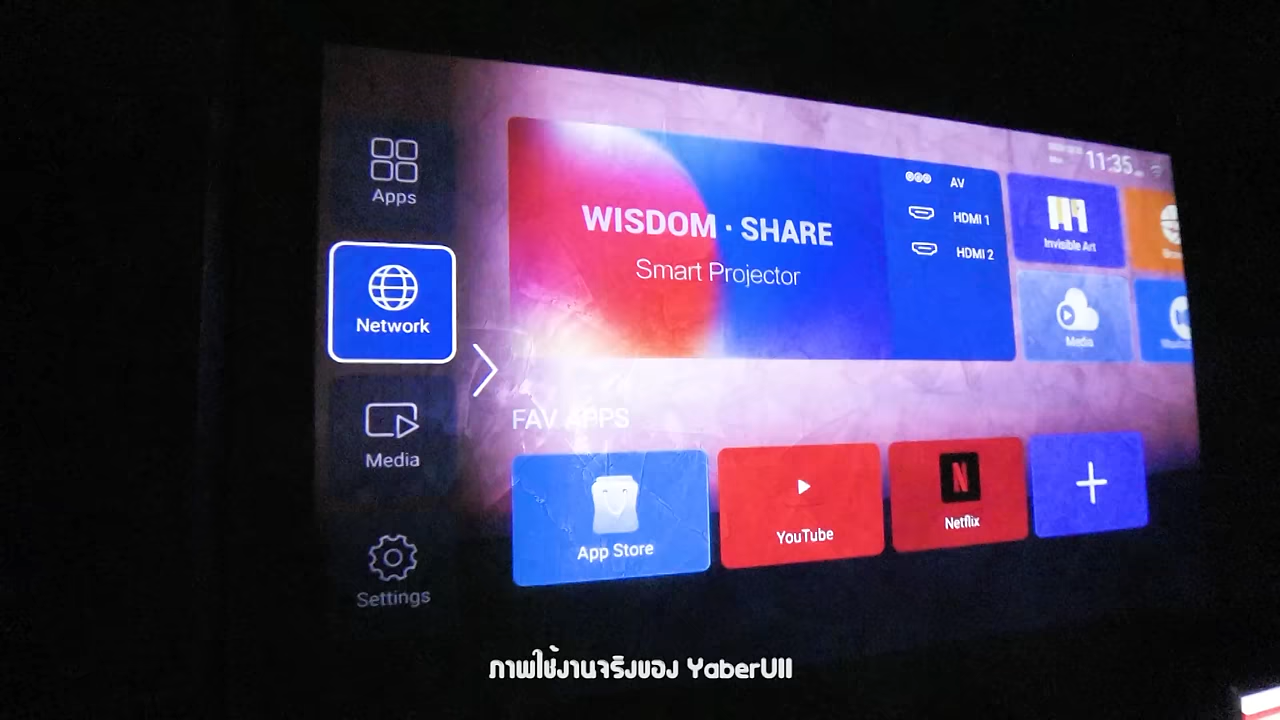 Apps
Network
Media
Settings
WISDOM · SHARE
Smart Projector
AV
HDMI 1
HDMI 2
11:35
Invisible Art
Media
FAV APPS
App Store
YouTube
N
Netflix
ภาพใช้งานจริงของ YaberU11